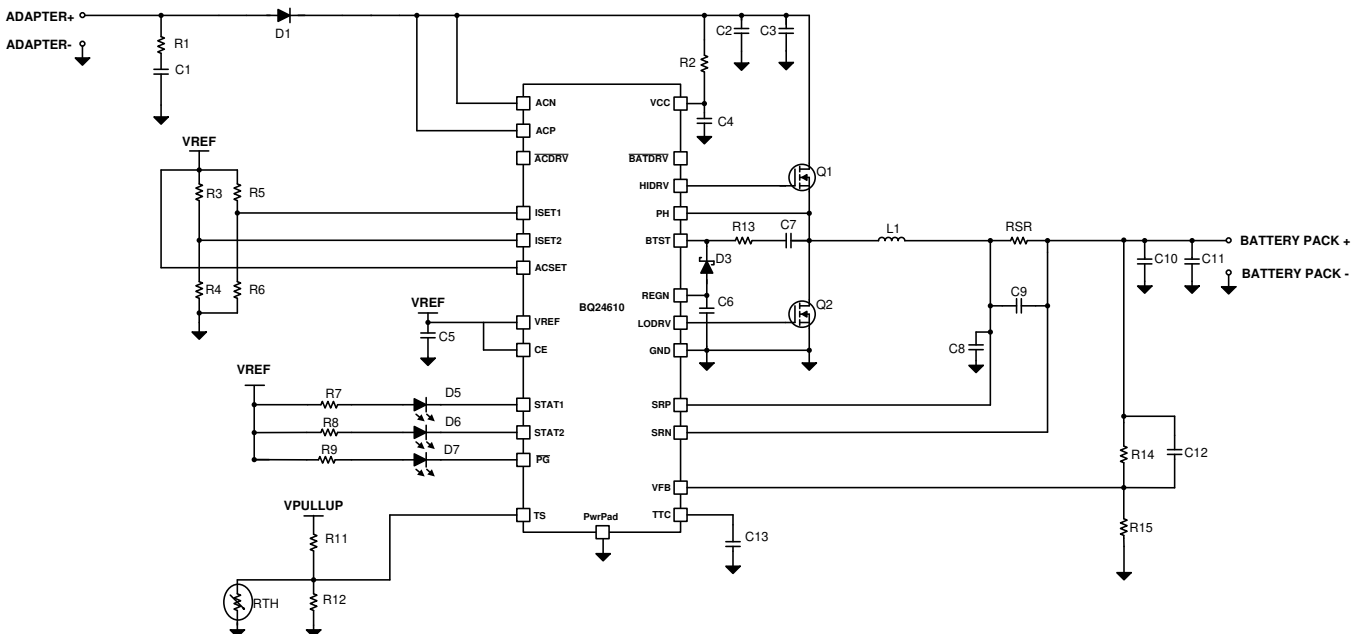 ADAPTER+
D1
ADAPTER-
R1
C1
C2
C3
R2
ACN
VCC
C4
ACP
VREF
ACDRV
BATDRV
Q1
R3
R5
HIDRV
ISET1
PH
R13
C7
L1
RSR
ISET2
BTST
BATTERY PACK +
D3
C10
C11
ACSET
BATTERY PACK -
R4
R6
REGN
C9
VREF
C6
Q2
BQ24610
VREF
LODRV
C5
C8
CE
GND
VREF
R7
D5
STAT1
SRP
R8
D6
STAT2
SRN
R9
D7
PG
R14
C12
VFB
VPULLUP
TS
PwrPad
TTC
R15
R11
C13
RTH
R12